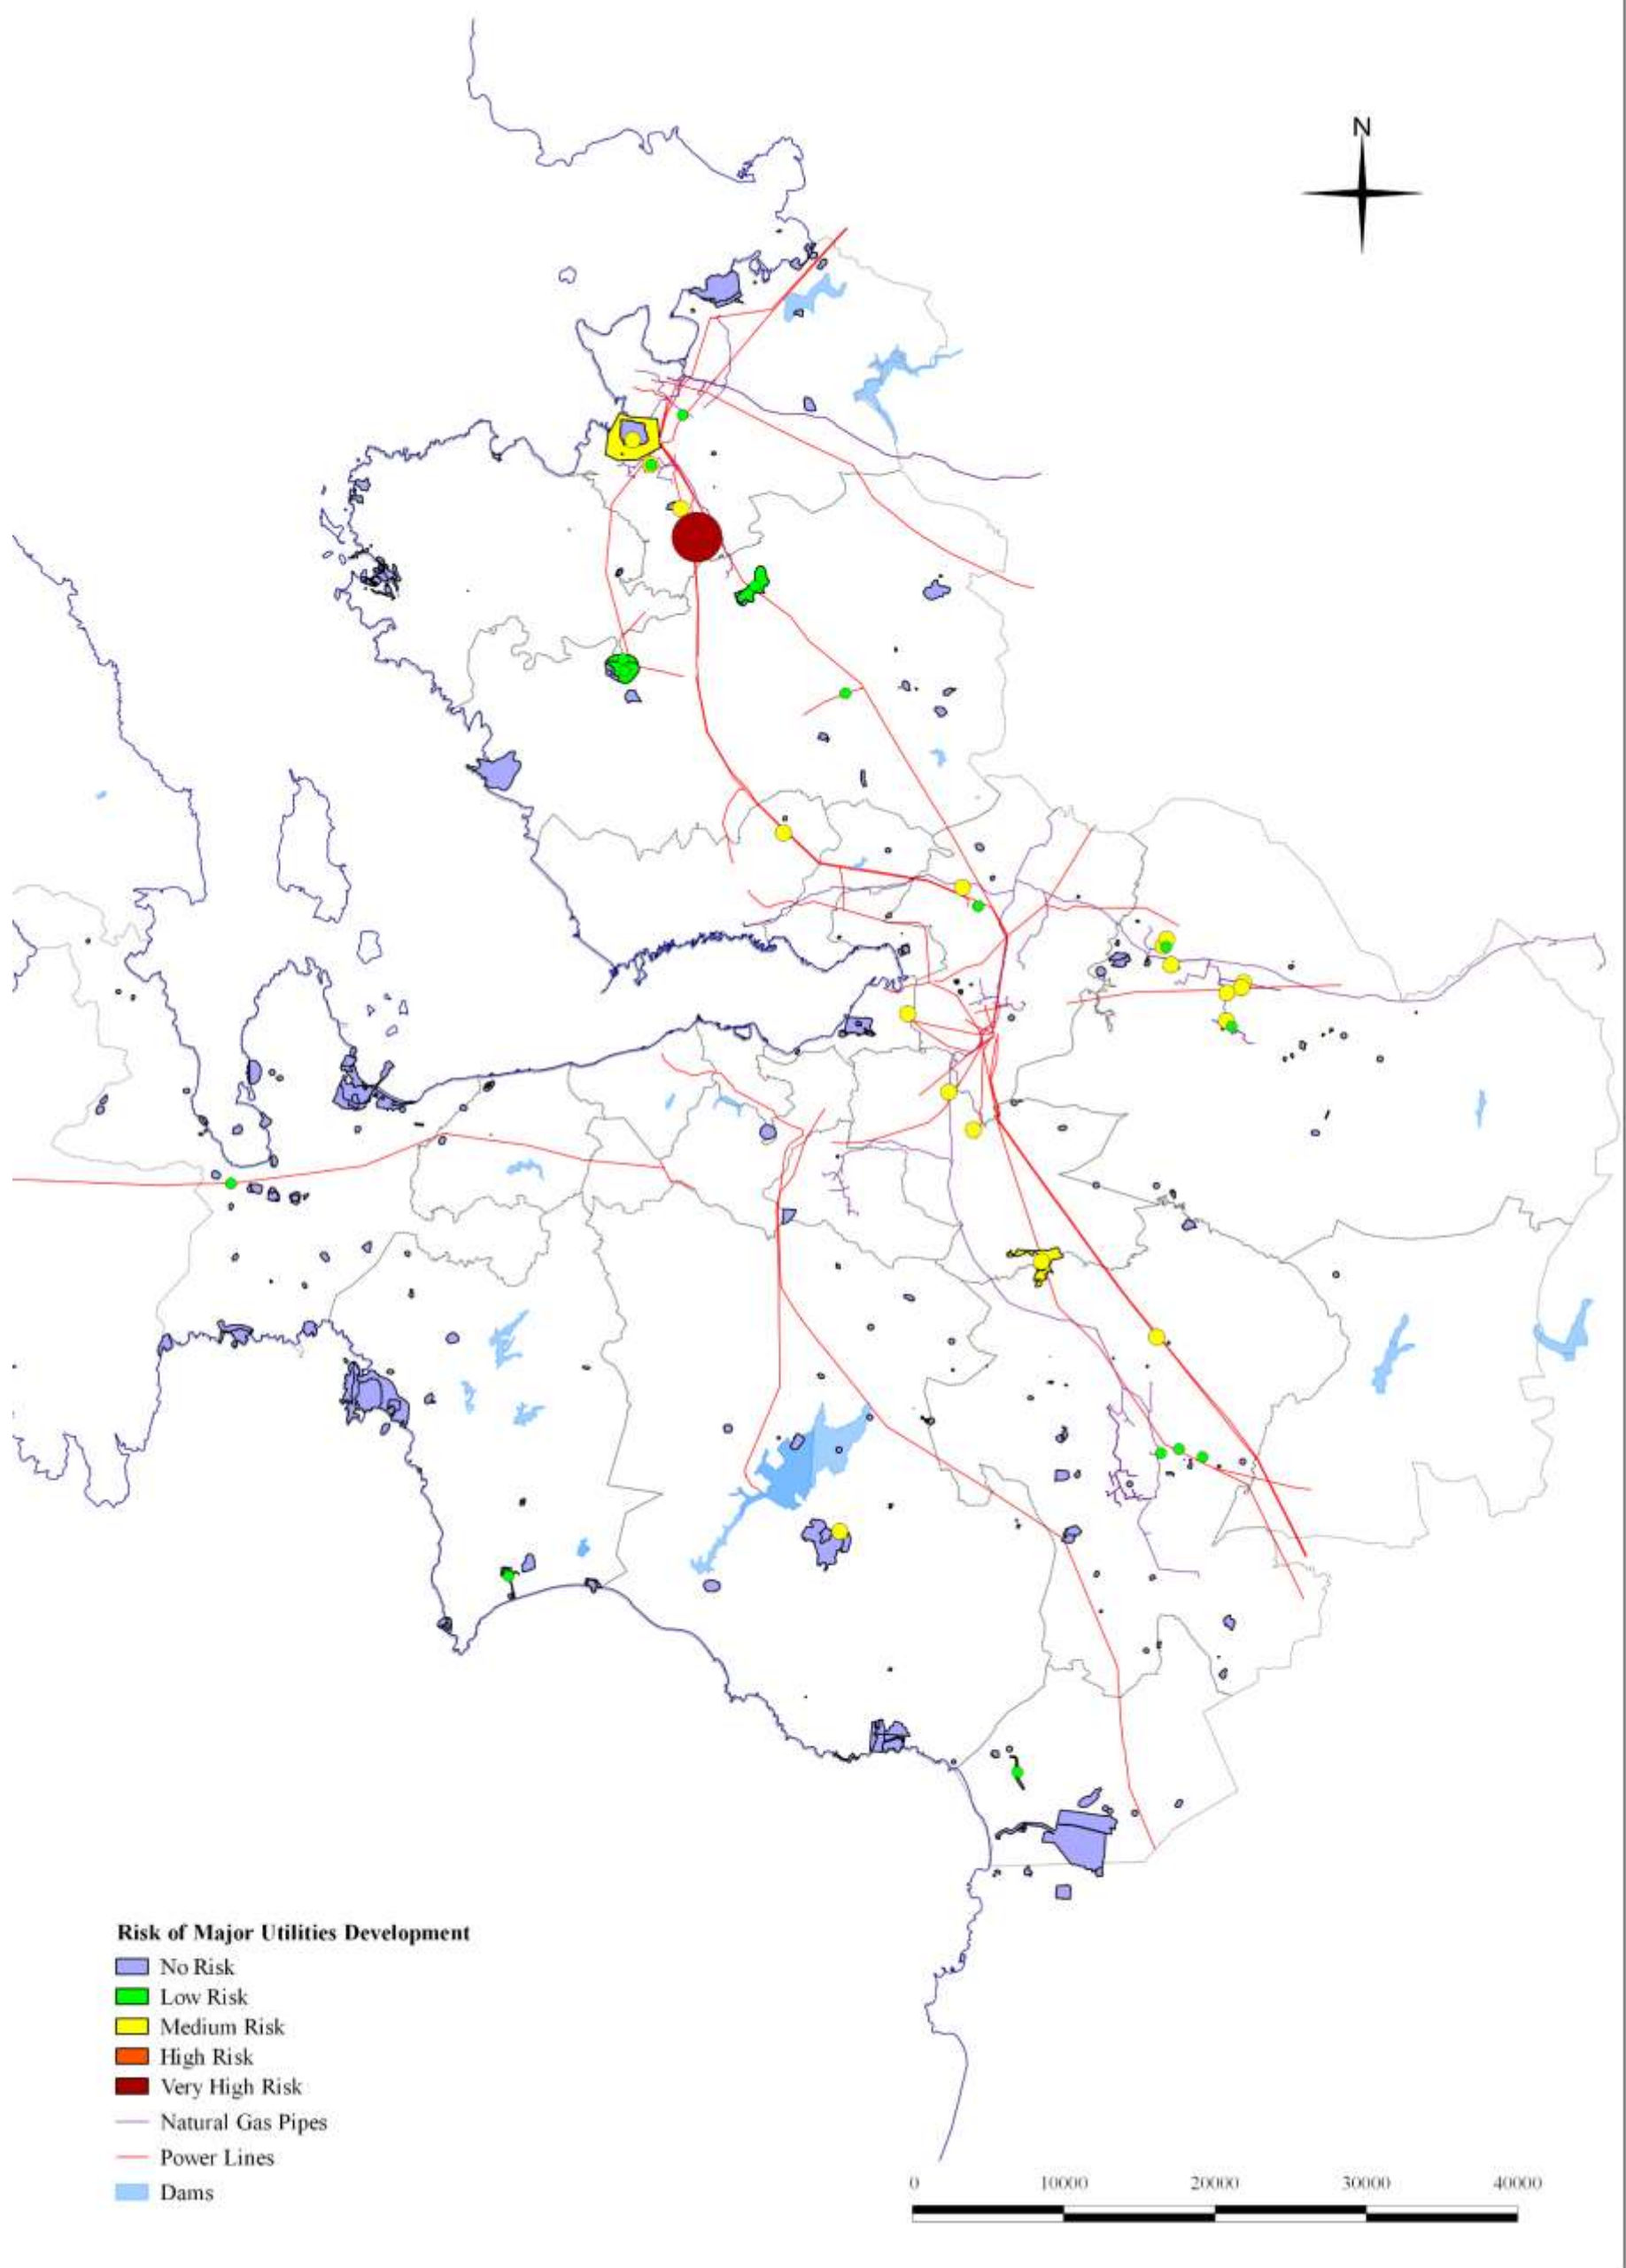 N
Risk of Major Utilities Development
No Risk
Low Risk
Medium Risk
High Risk
Very High Risk
Natural Gas Pipes
Power Lines
Dams
0 10000 20000 30000 40000